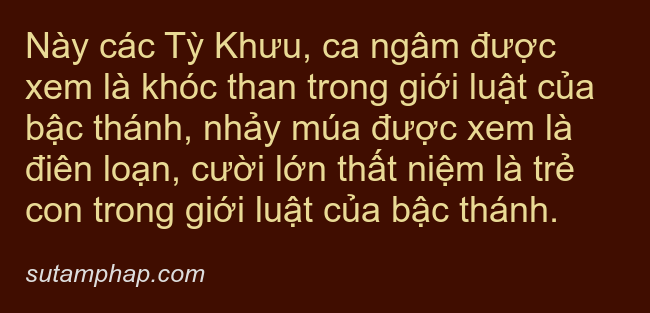 Này các Tỳ Khưu, ca ngâm được
xem là khóc than trong giới luật của
bậc thánh, nhảy múa được xem là
điên loạn, cười lớn thất niệm là trẻ
con trong giới luật của bậc thánh.
sutamphap.com